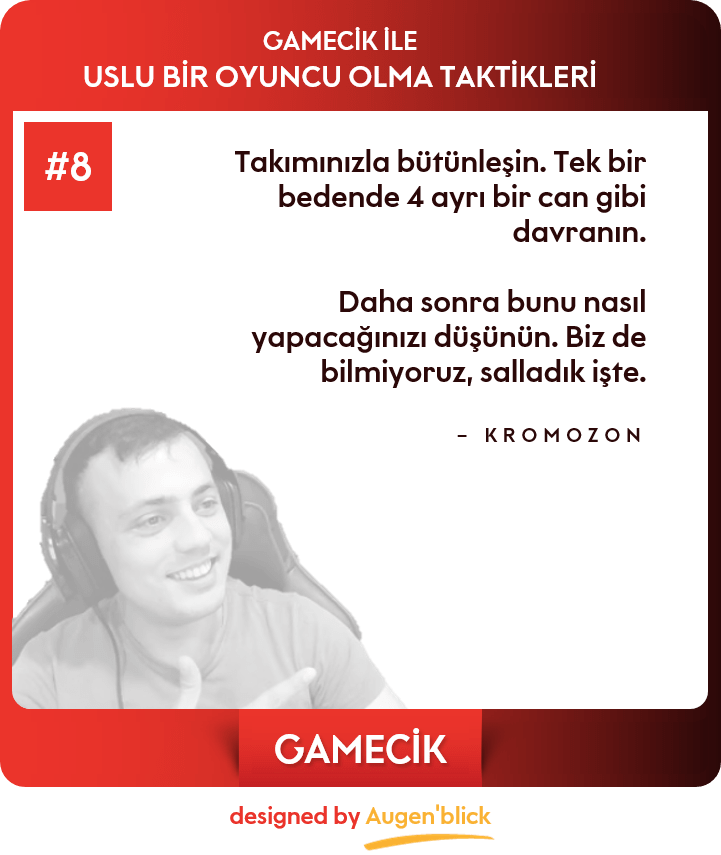 GAMECİK İLE
USLU BİR OYUNCU OLMA TAKTİKLERİ
#8
Takımınızla bütünleşin. Tek bir
bedende 4 ayrı bir can gibi
davranın.
Daha sonra bunu nasıl
yapacağınızı düşünün. Biz de
bilmiyoruz, salladık işte.
– KROMOZON
GAMECİK
designed by Augen'blick